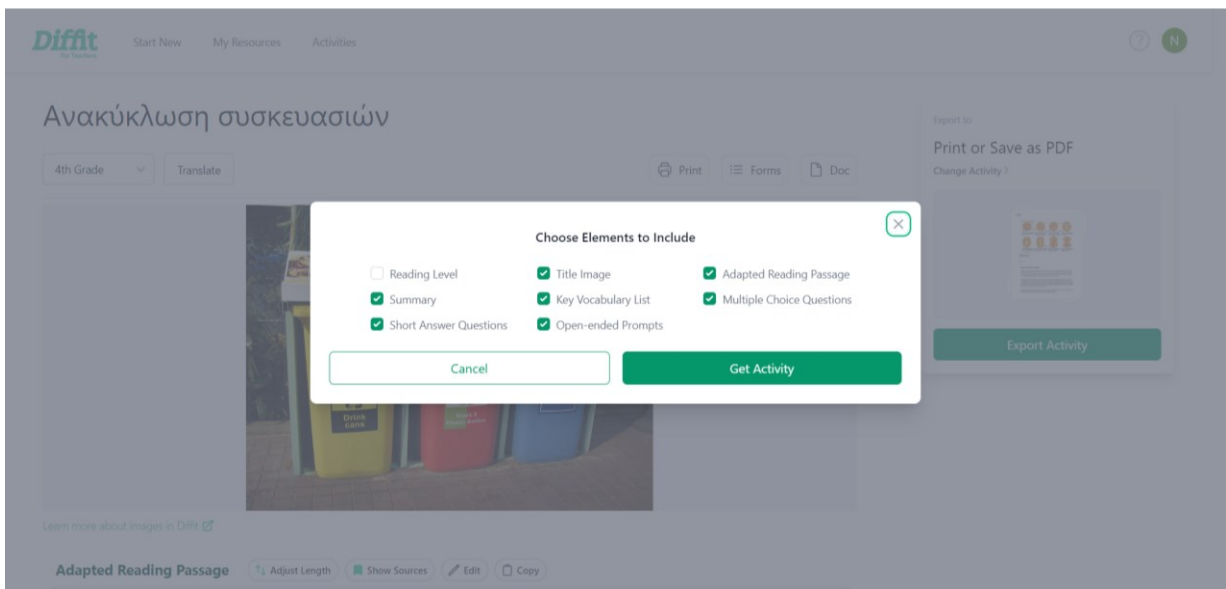 Diffit
For Teachers
Start New My Resources Activities
N
Ανακύκλωση συσκευασιών
4th Grade Translate Print Forms Doc
Export to
Print or Save as PDF
Change Activity
Choose Elements to Include
Reading Level Title Image Adapted Reading Passage
Summary Key Vocabulary List Multiple Choice Questions
Short Answer Questions Open-ended Prompts
Cancel Get Activity
Export Activity
Drink
cans
Learn more about images in Diffit
Adapted Reading Passage Adjust Length Show Sources Edit Copy